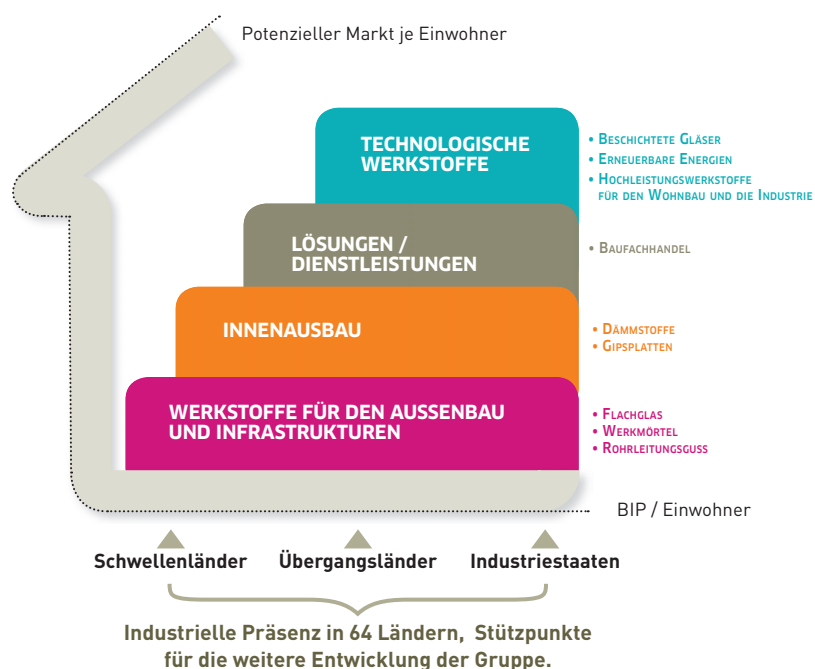 Potenzieller Markt je Einwohner
TECHNOLOGISCHE
WERKSTOFFE
• Beschichtete Gläser
• Erneuerbare Energien
• Hochleistungswerkstoffe
für den Wohnbau und die Industrie
LÖSUNGEN /
DIENSTLEISTUNGEN
• Baufachhandel
INNENAUSBAU
• Dämmstoffe
• Gipsplatten
WERKSTOFFE FÜR DEN AUSSENBAU
UND INFRASTRUKTUREN
• Flachglas
• Werkmörtel
• Rohrleitungsguss
BIP / Einwohner
Schwellenländer Übergangsländer Industriestaaten
Industrielle Präsenz in 64 Ländern, Stützpunkte
für die weitere Entwicklung der Gruppe.